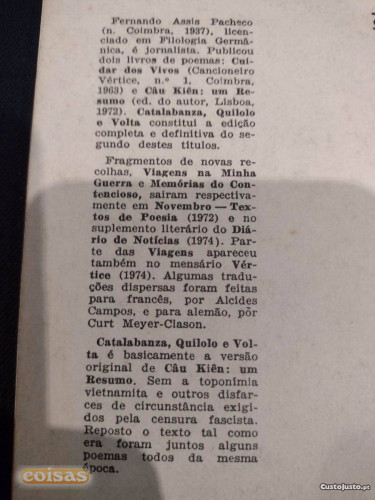 Fernando Assis Pacheco
(n. Coimbra, 1937), licen-
ciado em Filologia Germâ-
nica, é jornalista. Publicou
dois livros de poemas: Cui-
dar dos Vivos (Cancioneiro
Vértice, n.º 1, Coimbra,
1963) e Câu Kiên: um Re-
sumo (ed. do autor, Lisboa,
1972). Catalabanza, Quilolo
e Volta constitui a edição
completa e definitiva do se-
gundo destes títulos.
Fragmentos de novas re-
colhas, Viagens na Minha
Guerra e Memórias do Con-
tencioso, saíram respectiva-
mente em Novembro — Tex-
tos de Poesia (1972) e no
suplemento literário do Diá-
rio de Notícias (1974). Par-
te das Viagens apareceu
também no mensário Vér-
tice (1974). Algumas tradu-
ções dispersas foram feitas
para francês, por Alcides
Campos, e para alemão, por
Curt Meyer-Clason.
Catalabanza, Quilolo e Vol-
ta é basicamente a versão
original de Câu Kiên: um
Resumo. Sem a toponímia
vietnamita e outros disfar-
ces de circunstância exigi-
dos pela censura fascista.
Reposto o texto tal como
era foram juntos alguns
poemas todos da mesma
época.
coisas
CustoJusto.pt